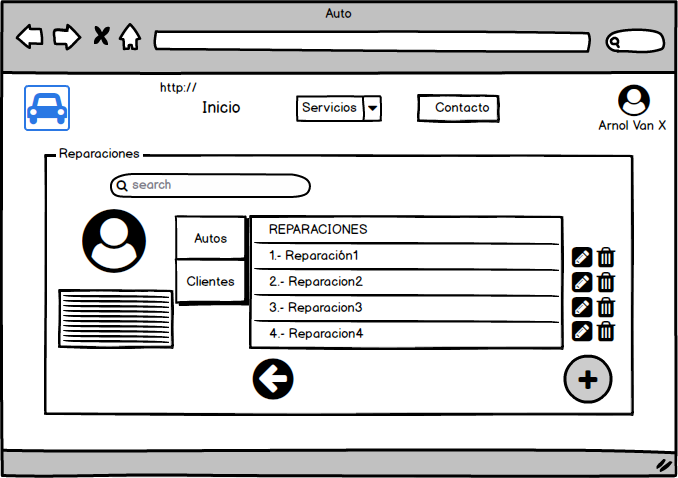 Auto
http://
Inicio
Servicios
Contacto
Arnol Van X
Reparaciones
search
Autos
Clientes
REPARACIONES
1.- Reparación1
2.- Reparacion2
3.- Reparacion3
4.- Reparacion4